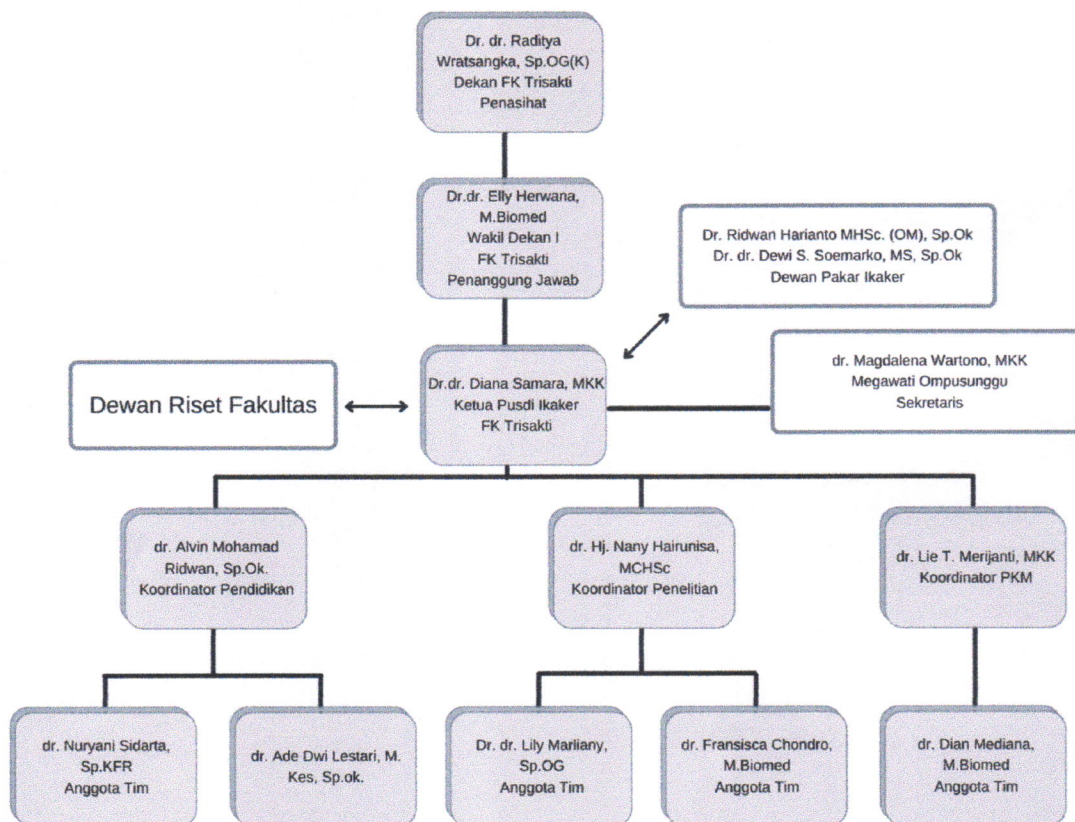 Dr. dr. Raditya
Wratsangka, Sp.OG(K)
Dekan FK Trisakti
Penasihat
Dr.dr. Elly Herwana,
M.Biomed
Wakil Dekan I
FK Trisakti
Penanggung Jawab
Dr. Ridwan Harianto MHSc. (OM), Sp.Ok
Dr. dr. Dewi S. Soemarko, MS, Sp.Ok
Dewan Pakar Ikaker
Dewan Riset Fakultas
Dr.dr. Diana Samara, MKK
Ketua Pusdi Ikaker
FK Trisakti
dr. Magdalena Wartono, MKK
Megawati Ompusunggu
Sekretaris
dr. Alvin Mohamad
Ridwan, Sp.Ok.
Koordinator Pendidikan
dr. Hj. Nany Hairunisa,
MCHSc
Koordinator Penelitian
dr. Lie T. Merijanti, MKK
Koordinator PKM
dr. Nuryani Sidarta,
Sp.KFR
Anggota Tim
dr. Ade Dwi Lestari, M.
Kes, Sp.ok.
Dr. dr. Lily Marliany,
Sp.OG
Anggota Tim
dr. Fransisca Chondro,
M.Biomed
Anggota Tim
dr. Dian Mediana,
M.Biomed
Anggota Tim